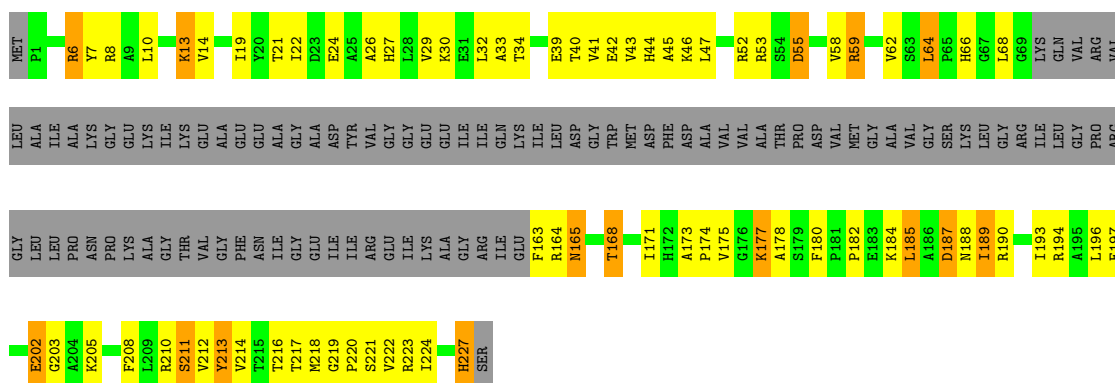 MET P1 R6 Y7 R8 A9 L10 K13 V14 I19 Y20 T21 I22 D23 E24 A25 A26 H27 L28 V29 K30 E31 L32 A33 T34 E39 T40 V41 E42 V43 H44 A45 K46 L47 R52 R53 S54 D55 V58 R59 V62 S63 L64 P65 H66 G67 L68 G69 LYS GLN VAL ARG VAL
LEU ALA ILE ALA LYS GLY GLU LYS ILE LYS GLU ALA GLU GLU ALA GLY ALA ASP TYR VAL GLY GLY GLU GLU ILE ILE GLN LYS ILE LEU ASP GLY TRP MET ASP PHE ASP ALA VAL VAL ALA THR PRO ASP VAL MET GLY ALA VAL GLY SER LYS LEU GLY ARG ILE LEU GLY PRO ARG
GLY LEU LEU PRO ASN PRO LYS ALA GLY THR VAL GLY PHE ASN ILE GLY GLU ILE ILE ARG GLU ILE LYS ALA GLY ARG ILE GLU F163 R164 N165 T168 I171 H172 A173 P174 V175 G176 K177 A178 S179 F180 P181 P182 E183 K184 L185 A186 D187 N188 I189 R190 I193 R194 A195 L196 E197
E202 G203 A204 K205 F208 L209 R210 S211 V212 Y213 V214 T215 T216 T217 M218 G219 P220 S221 V222 R223 I224 H227 SER